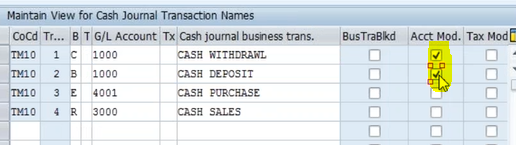 Maintain View for Cash Journal Transaction Names
CoCd Tr... B T G/L Account Tx Cash journal business trans. BusTraBlkd Acct Mod. Tax Mod
TM10 1 C 1000 CASH WITHDRAWL
TM10 2 B 1000 CASH DEPOSIT
TM10 3 E 4001 CASH PURCHASE
TM10 4 R 3000 CASH SALES